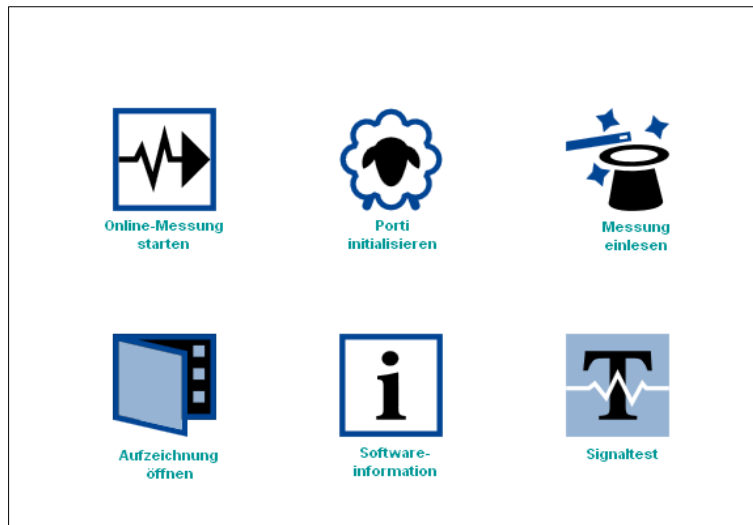 Online-Messung
starten
Porti
initialisieren
Messung
einlesen
Aufzeichnung
öffnen
i
Software-
information
T
Signaltest